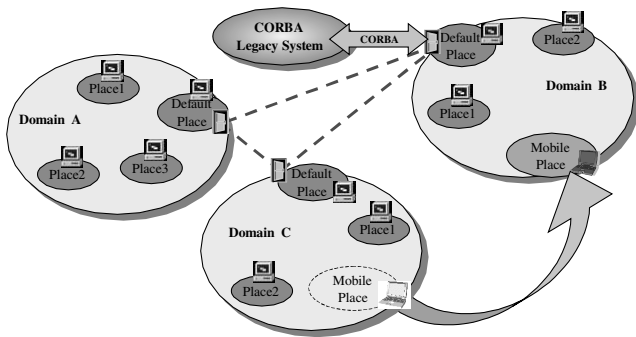 CORBA
Legacy System
CORBA
Default
Place
Place2
Place1
Domain B
Mobile
Place
Place1
Default
Place
Domain A
Place2
Place3
Default
Place
Domain C
Place1
Place2
Mobile
Place